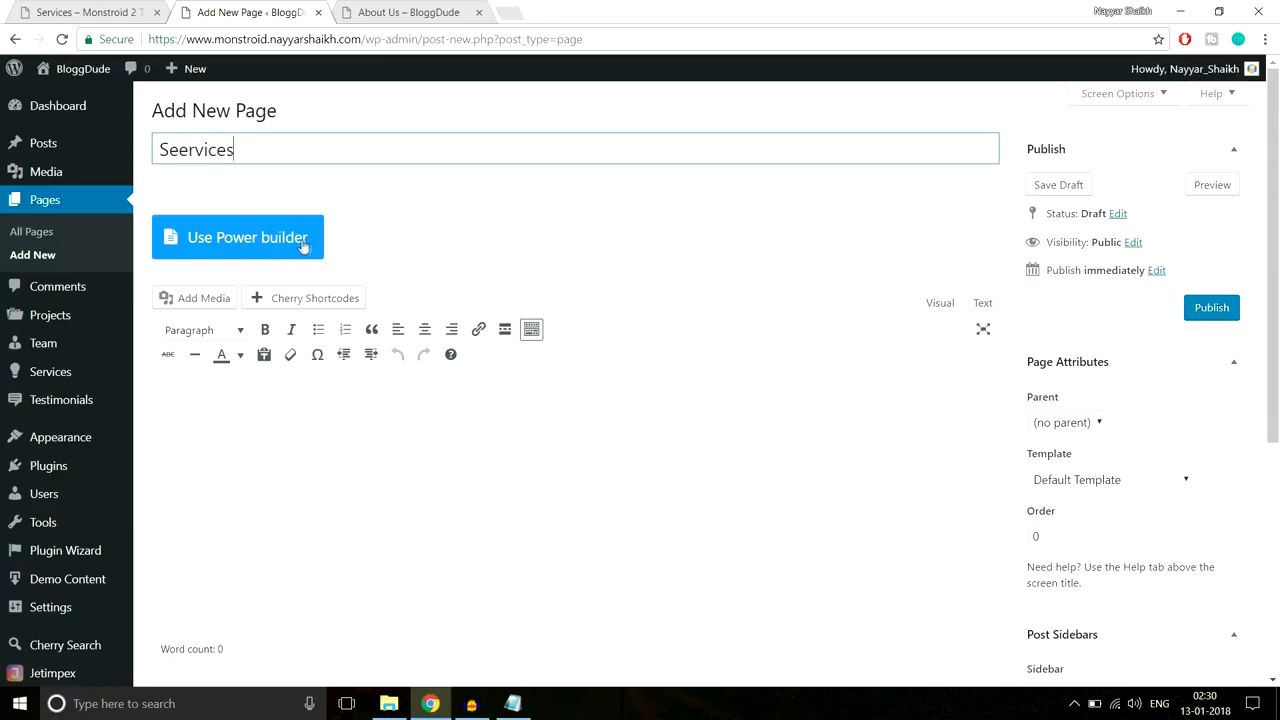 Services – Monstroid 2 T
Add New Page ‹ BloggD
About Us – BloggDude
Nayyar Shaikh
Secure
https://www.monstroid.nayyarshaikh.com/wp-admin/post-new.php?post_type=page
BloggDude
0
New
Howdy, Nayyar_Shaikh
Dashboard
Posts
Media
Pages
All Pages
Add New
Comments
Projects
Team
Services
Testimonials
Appearance
Plugins
Users
Tools
Plugin Wizard
Demo Content
Settings
Cherry Search
Jetimpex
Screen Options
Help
Add New Page
Seervices
Use Power builder
Add Media
Cherry Shortcodes
Visual
Text
Paragraph
B
I
ABC
A
Ω
Word count: 0
Publish
Save Draft
Preview
Status: Draft Edit
Visibility: Public Edit
Publish immediately Edit
Publish
Page Attributes
Parent
(no parent)
Template
Default Template
Order
0
Need help? Use the Help tab above the
screen title.
Post Sidebars
Sidebar
Type here to search
ENG
02:30
13-01-2018